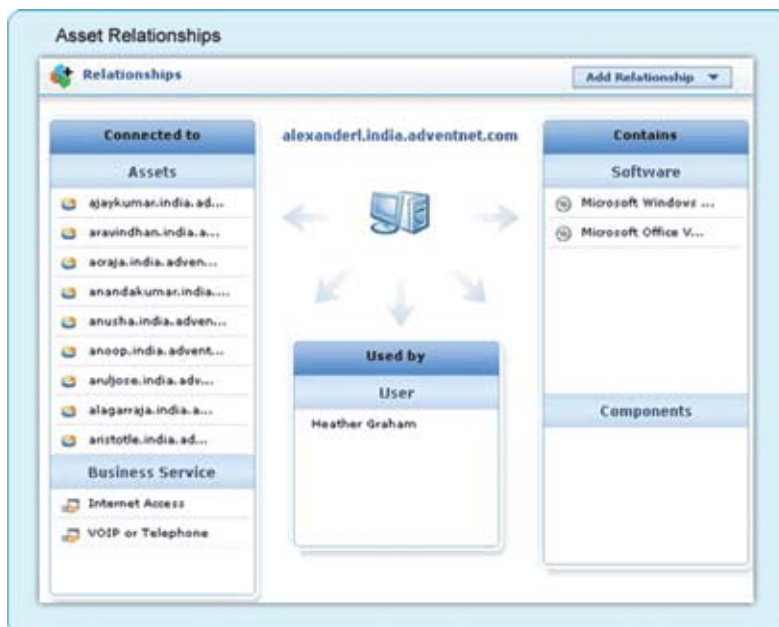 Asset Relationships
Relationships
Add Relationship
Connected to
Assets
ajaykumar.india.ad...
aravindhan.india.a...
acraja.india.adven...
anandakumar.india....
anusha.india.adven...
anoop.india.advent...
aruljose.india.adv...
alagarraja.india.a...
aristotle.india.ad...
Business Service
Internet Access
VOIP or Telephone
alexanderl.india.adventnet.com
Used by
User
Heather Graham
Contains
Software
Microsoft Windows ...
Microsoft Office V...
Components